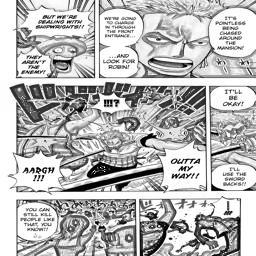 BUT WE'RE
DEALING WITH
SHIPWRIGHTS!!
THEY
AREN'T
THE
ENEMY!
WE'RE GOING
TO CHARGE
IN THROUGH
THE FRONT
ENTRANCE...
...AND
LOOK FOR
ROBIN!
IT'S
POINTLESS
BEING
CHASED
AROUND
THE
MANSION!
!!!?
AARGH
!!!
OUTTA
MY
WAY!!
IT'LL
BE
OKAY!
I'LL USE
THE
SWORD
BACKS!!
YOU CAN
STILL KILL
PEOPLE LIKE
THAT, YOU
KNOW!!